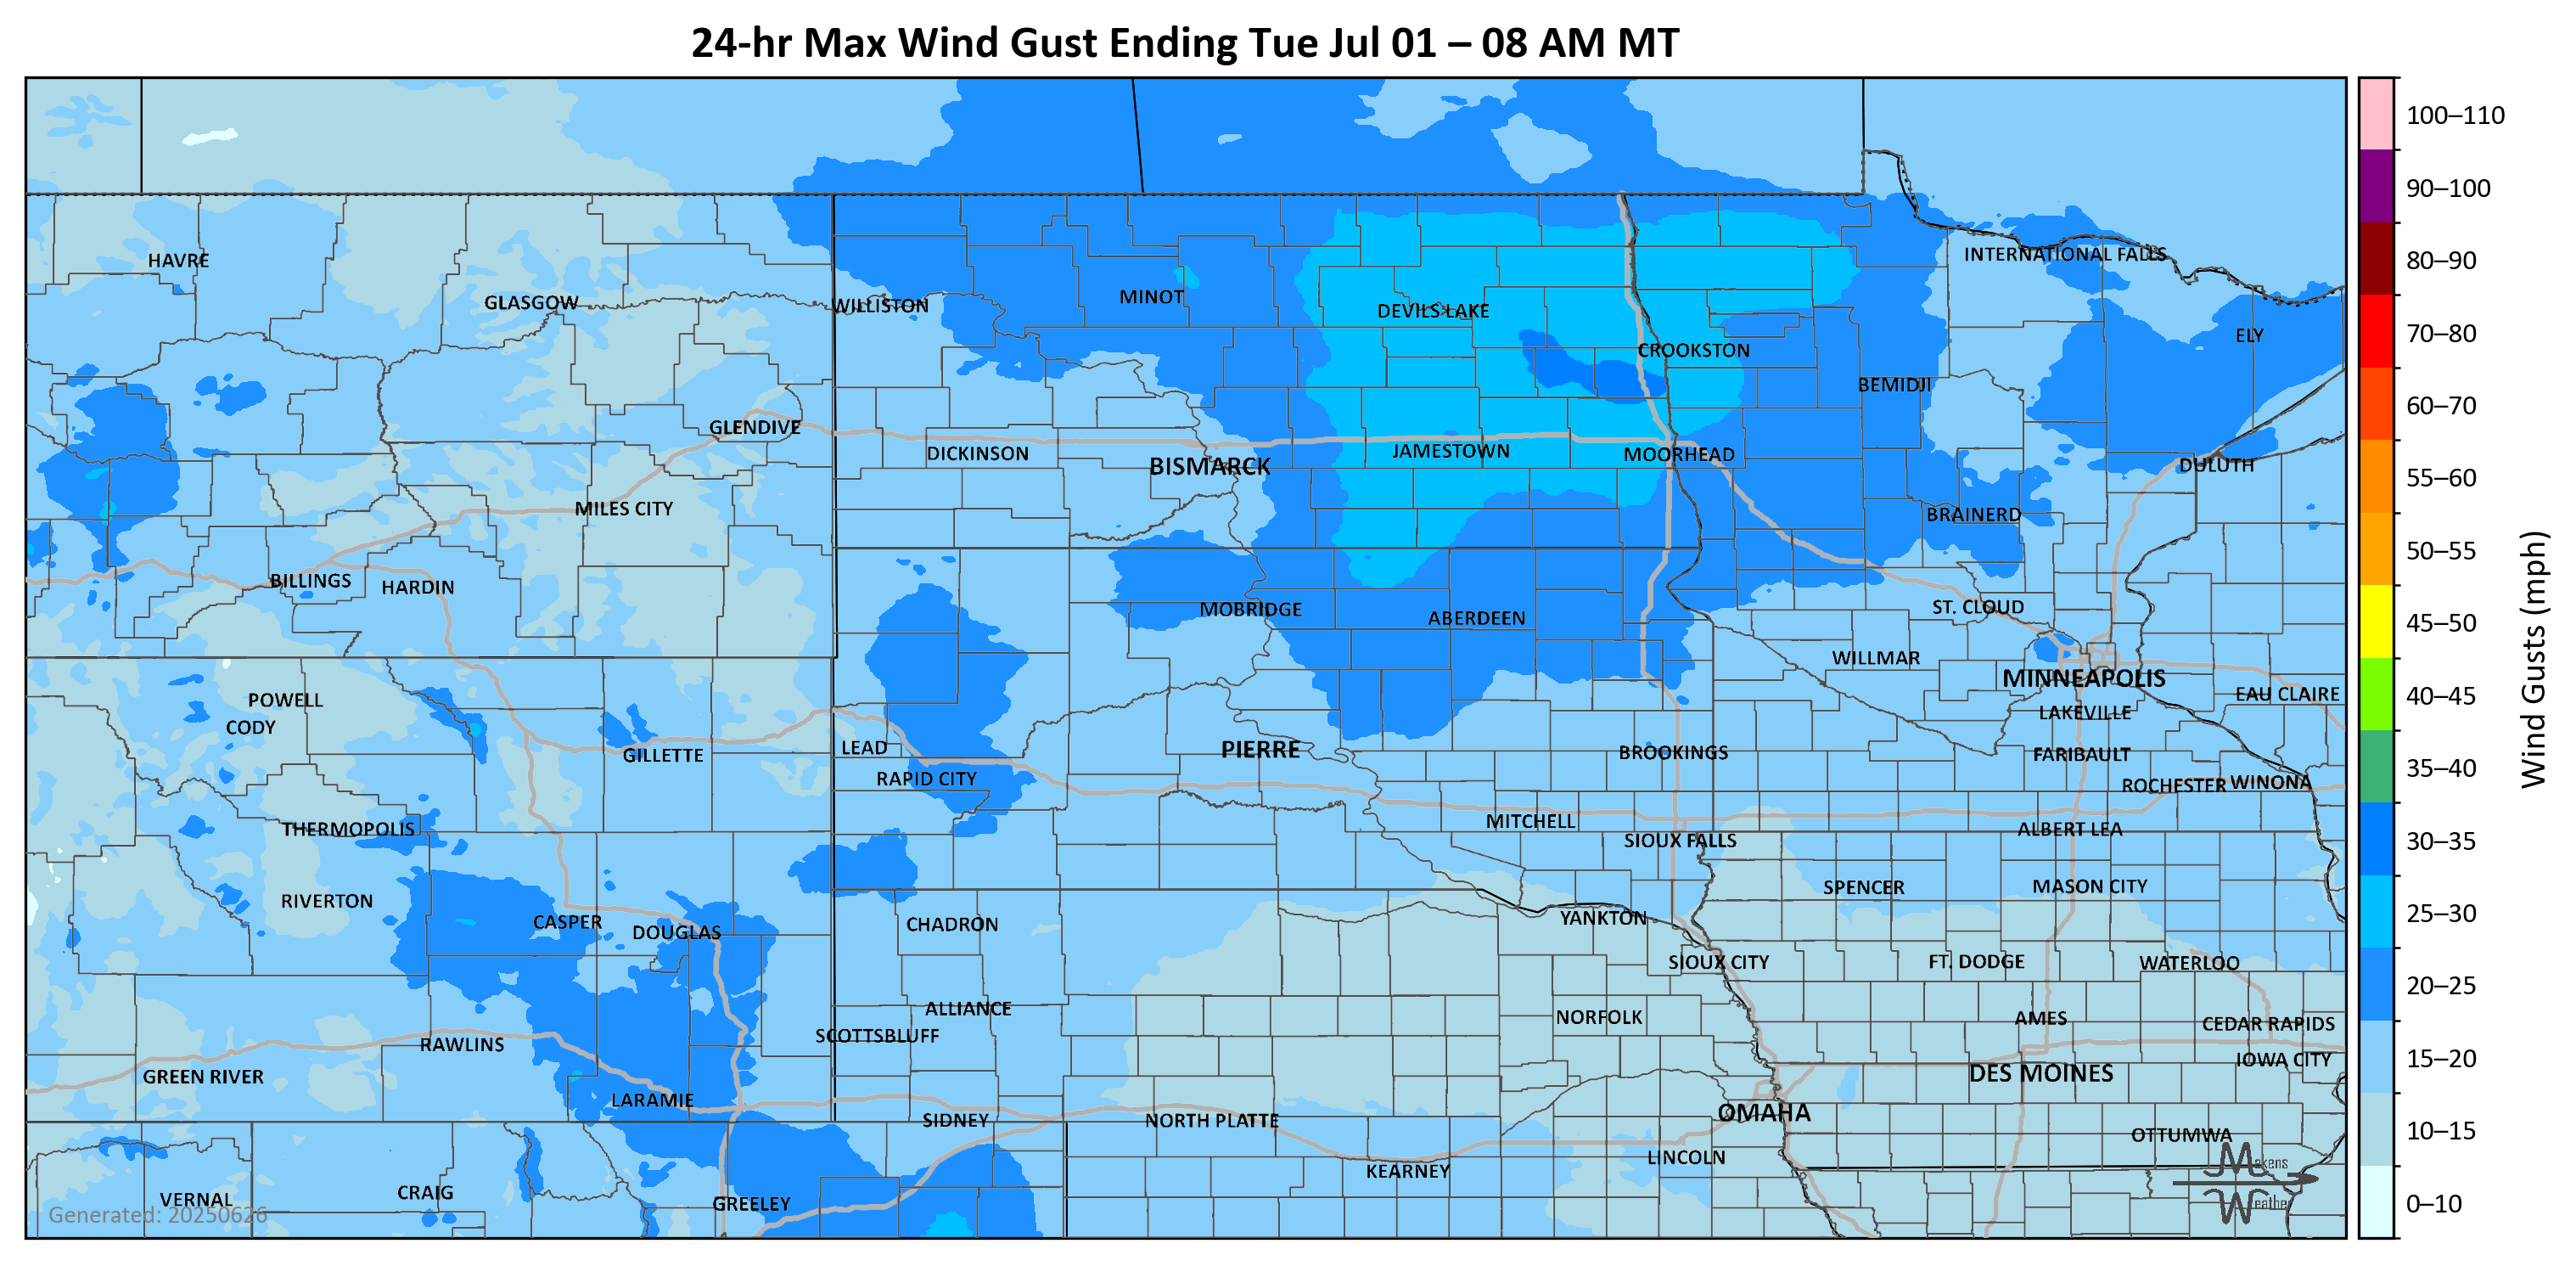 24-hr Max Wind Gust Ending Tue Jul 01 – 08 AM MT
100–110
90–100
80–90
70–80
60–70
55–60
50–55
45–50
40–45
35–40
30–35
25–30
20–25
15–20
10–15
0–10
Wind Gusts (mph)
HAVRE
INTERNATIONAL FALLS
GLASGOW
WILLISTON
MINOT
DEVILS LAKE
ELY
CROOKSTON
BEMIDJI
GLENDIVE
DICKINSON
BISMARCK
JAMESTOWN
MOORHEAD
DULUTH
MILES CITY
BRAINERD
BILLINGS
HARDIN
MOBRIDGE
ABERDEEN
ST. CLOUD
WILLMAR
MINNEAPOLIS
EAU CLAIRE
POWELL
CODY
LAKEVILLE
GILLETTE
LEAD
PIERRE
BROOKINGS
FARIBAULT
RAPID CITY
ROCHESTER
WINONA
THERMOPOLIS
MITCHELL
SIOUX FALLS
ALBERT LEA
RIVERTON
SPENCER
MASON CITY
CASPER
DOUGLAS
CHADRON
YANKTON
SIOUX CITY
FT. DODGE
WATERLOO
ALLIANCE
NORFOLK
AMES
CEDAR RAPIDS
RAWLINS
SCOTTSBLUFF
IOWA CITY
GREEN RIVER
DES MOINES
LARAMIE
SIDNEY
NORTH PLATTE
OMAHA
OTTUMWA
KEARNEY
LINCOLN
VERNAL
CRAIG
GREELEY
Generated: 20250626
Makens
Weather